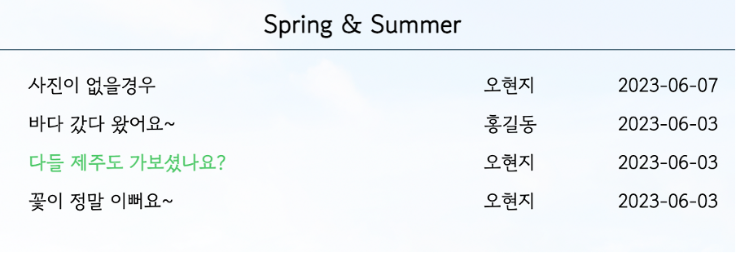 Spring & Summer
사진이 없을경우 오현지 2023-06-07
바다 갔다 왔어요~ 홍길동 2023-06-03
다들 제주도 가보셨나요? 오현지 2023-06-03
꽃이 정말 이뻐요~ 오현지 2023-06-03